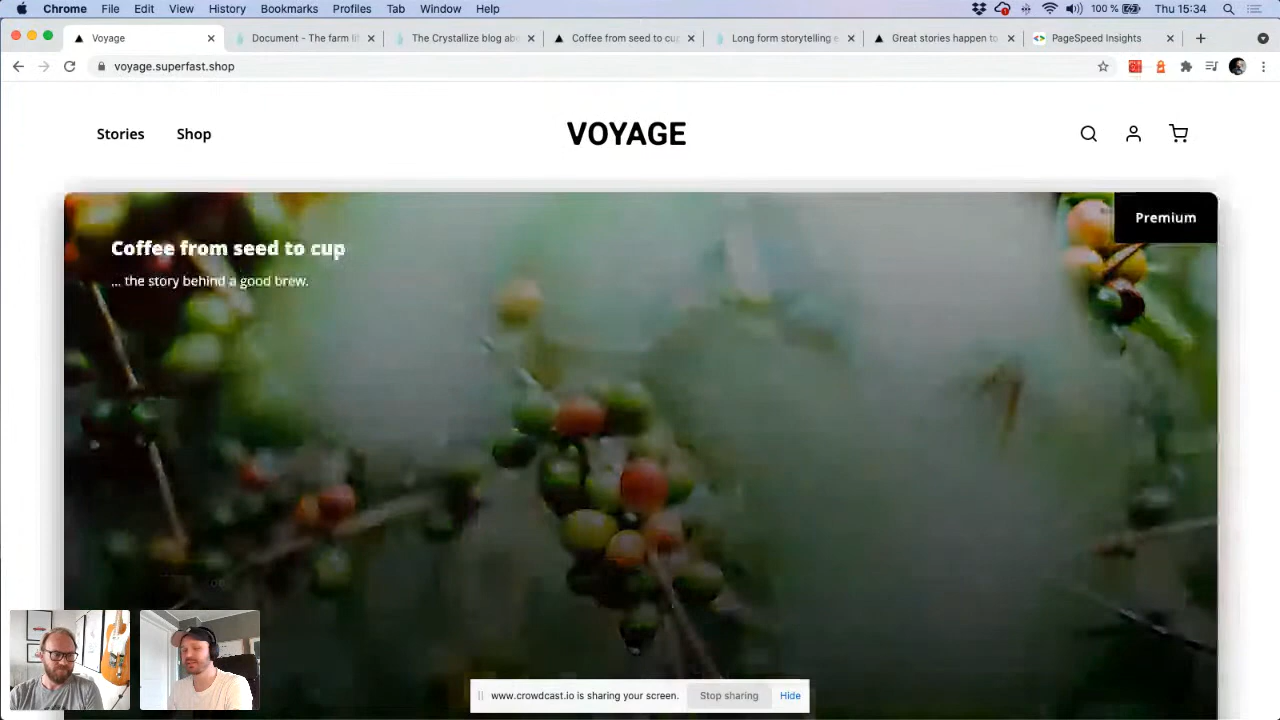 Chrome File Edit View History Bookmarks Profiles Tab Window Help 100 % Thu 15:34
Voyage
Document - The farm li
The Crystallize blog abo
Coffee from seed to cup
Long form storytelling e
Great stories happen to
PageSpeed Insights
voyage.superfast.shop
Stories Shop VOYAGE
Premium
Coffee from seed to cup
... the story behind a good brew.
www.crowdcast.io is sharing your screen. Stop sharing Hide